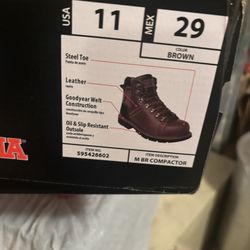 USA
11
MEX
29
COLOR
BROWN
Steel Toe
Leather
Goodyear Welt
Construction
Oil & Slip Resistant
Outsole
ITEM NO.
595426602
ITEM DESCRIPTION
M BR COMPACTOR